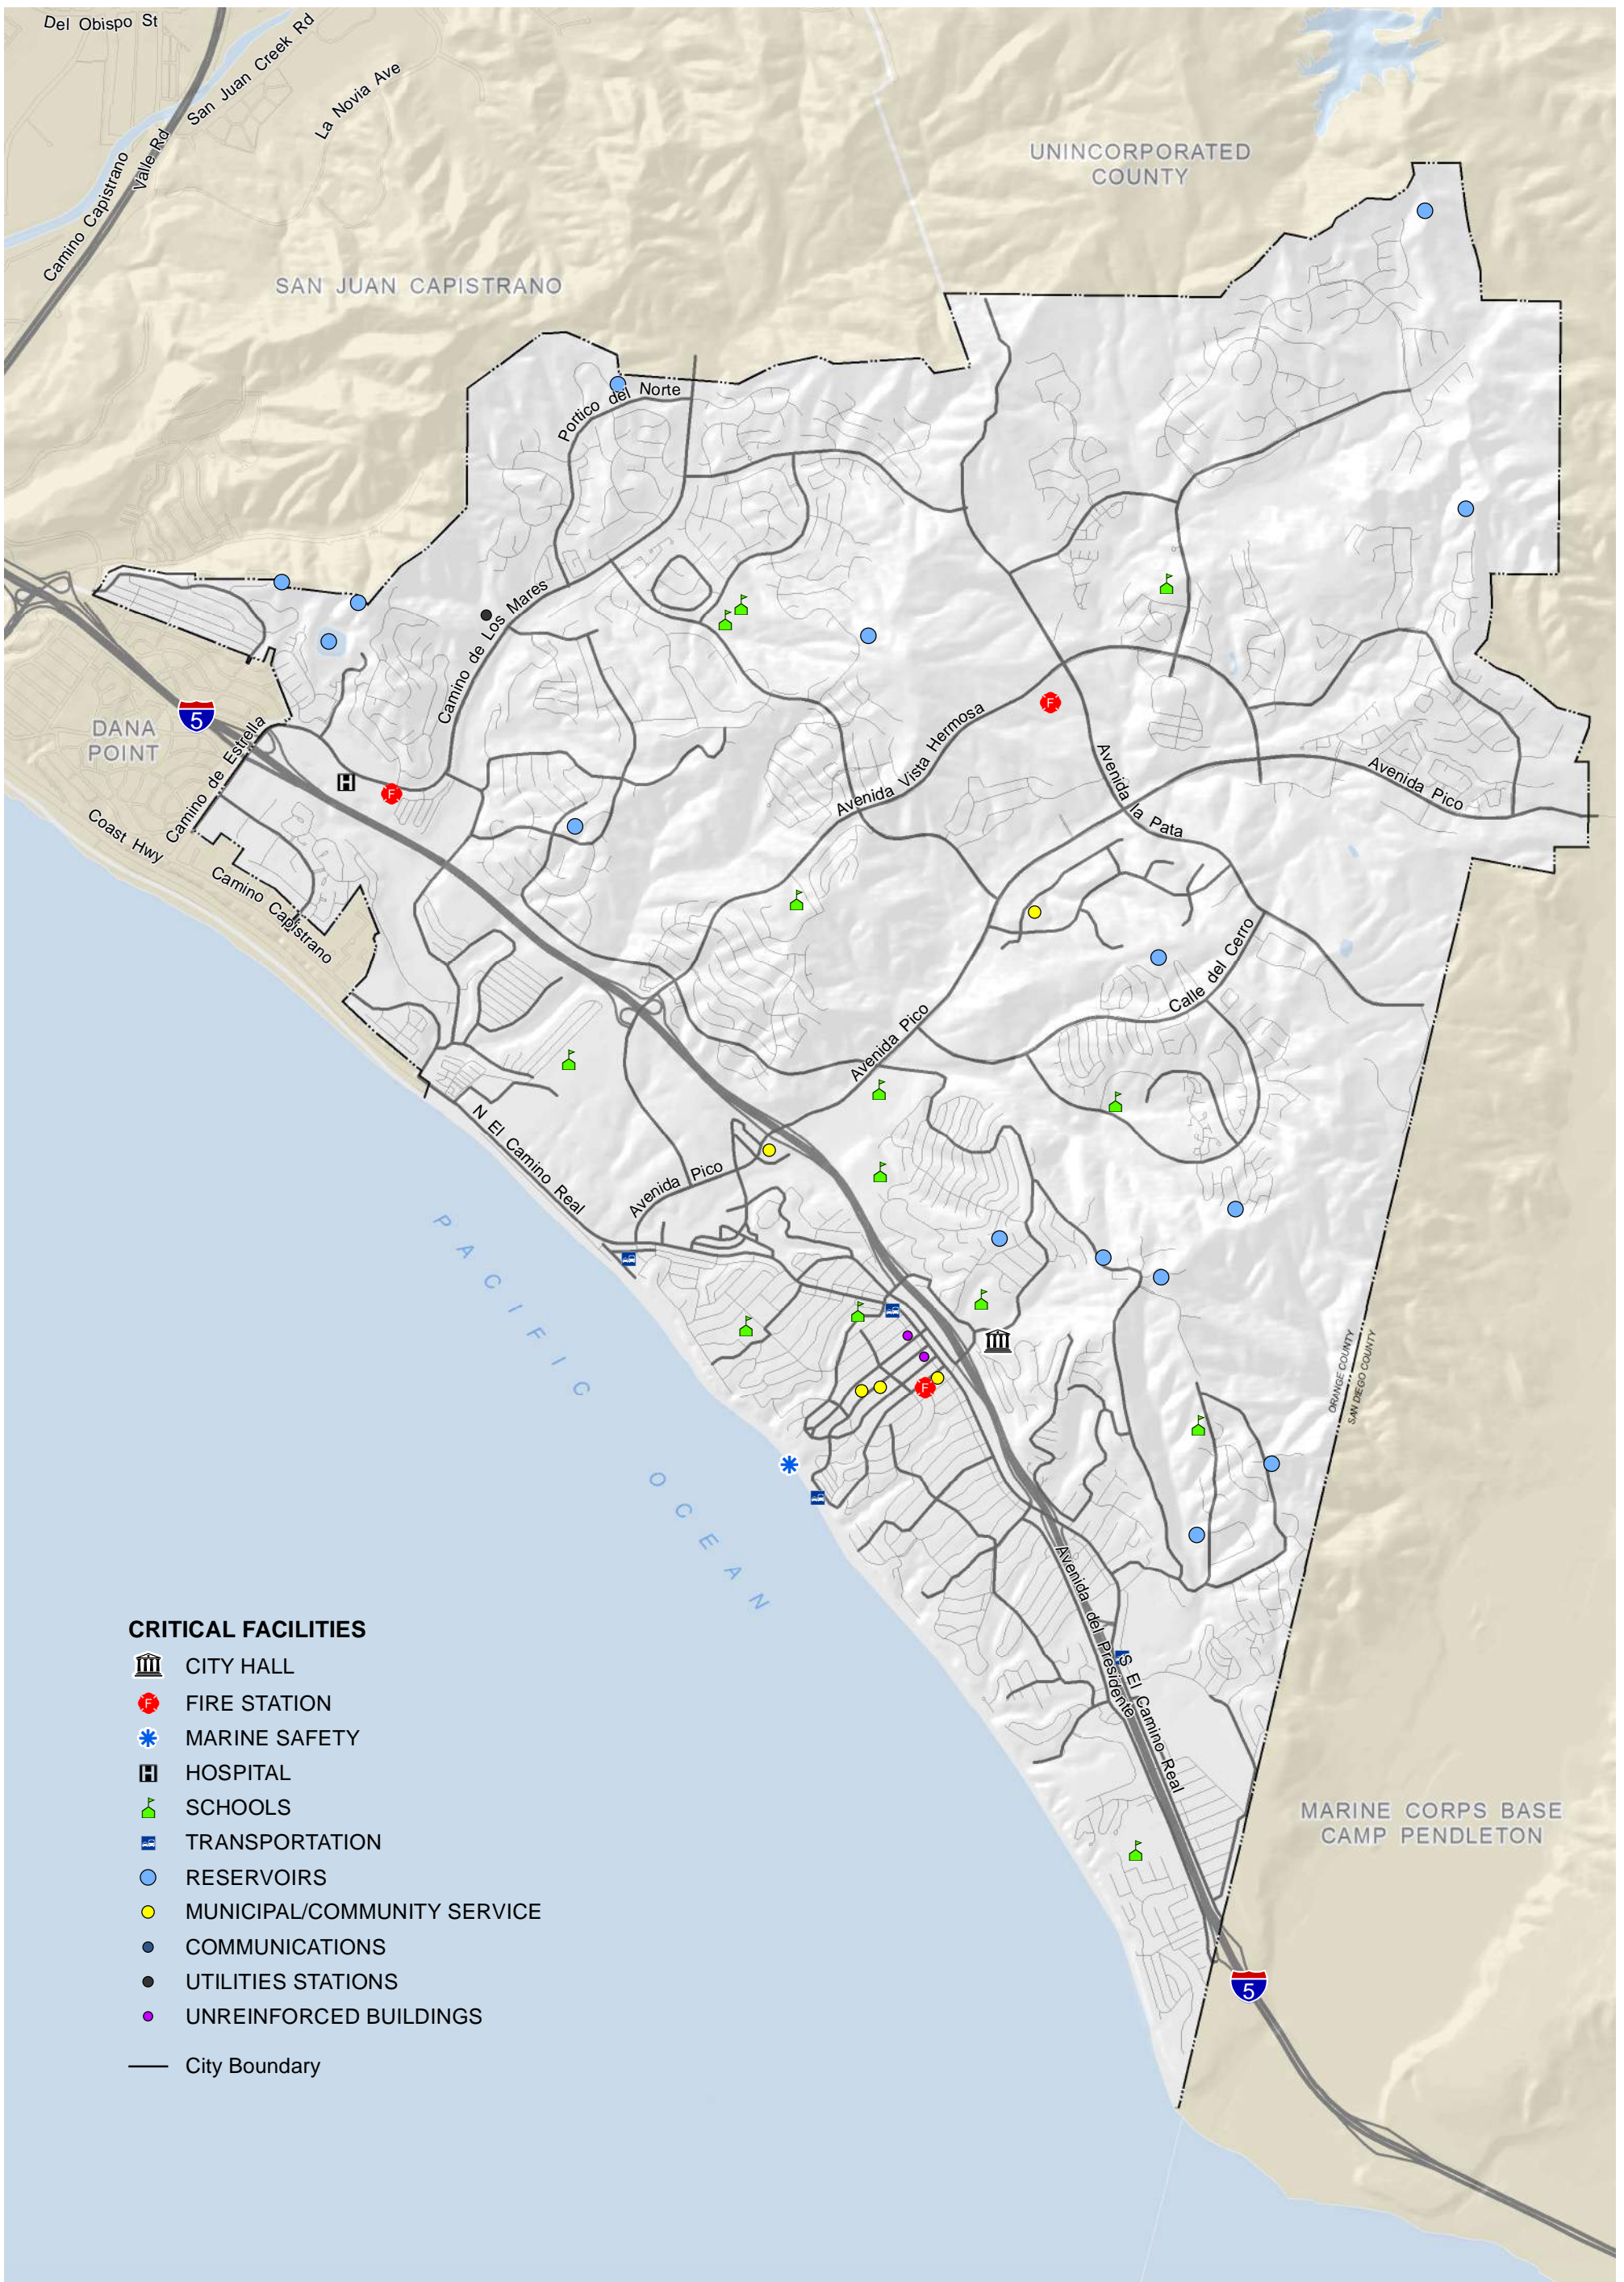 Del Obispo St
San Juan Creek Rd
La Novia Ave
Camino Capistrano
Valle Rd
UNINCORPORATED
COUNTY
SAN JUAN CAPISTRANO
Portico del Norte
Camino de Los Mares
5
DANA
POINT
Camino de Estrella
H
F
F
Coast Hwy
Camino Capistrano
Avenida Vista Hermosa
Avenida la Pata
Avenida Pico
Calle del Cerro
Avenida Pico
N El Camino Real
Avenida Pico
PACIFIC
OCEAN
F
ORANGE COUNTY
SAN DIEGO COUNTY
Avenida del Presidente
S El Camino Real
MARINE CORPS BASE
CAMP PENDLETON
5
CRITICAL FACILITIES
CITY HALL
F FIRE STATION
MARINE SAFETY
H HOSPITAL
SCHOOLS
TRANSPORTATION
RESERVOIRS
MUNICIPAL/COMMUNITY SERVICE
COMMUNICATIONS
UTILITIES STATIONS
UNREINFORCED BUILDINGS
City Boundary